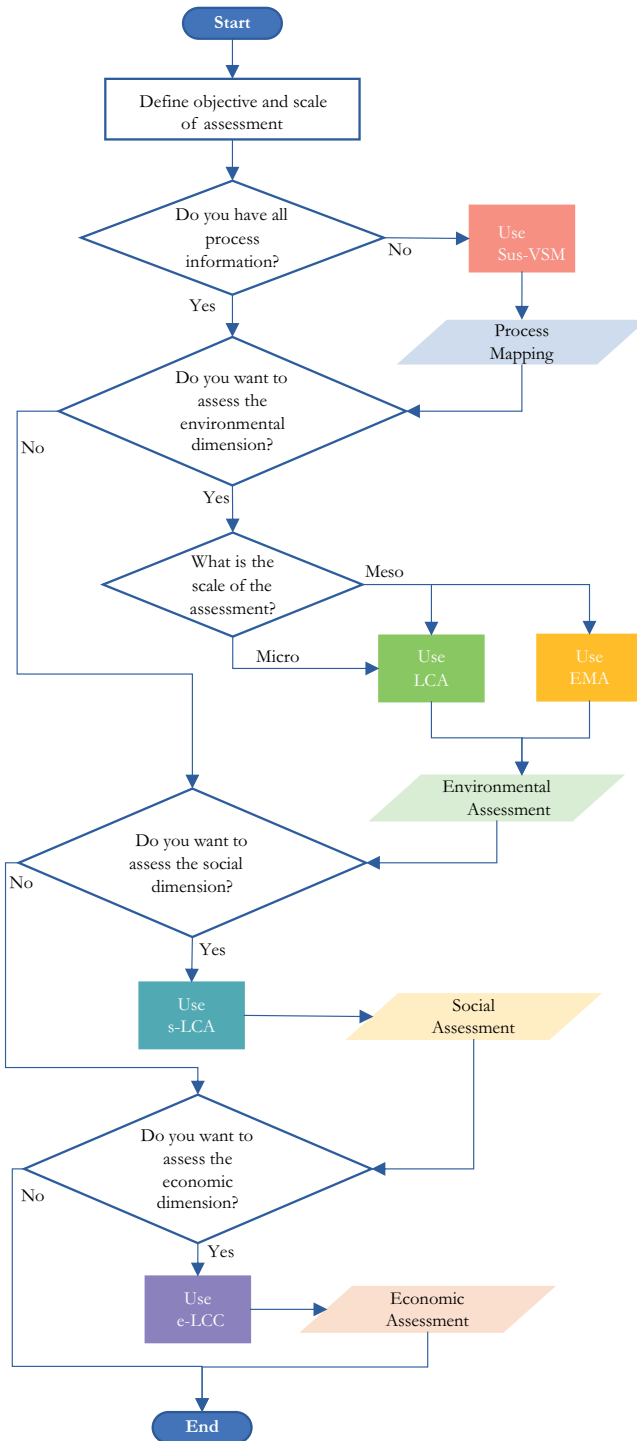 Start
Define objective and scale
of assessment
Do you have all
process
information?
No
Use
Sus-VSM
Yes
Process
Mapping
Do you want to
assess the
environmental
dimension?
No
Yes
What is the
scale of the
assessment?
Meso
Micro
Use
LCA
Use
EMA
Environmental
Assessment
Do you want to
assess the social
dimension?
No
Yes
Use
s-LCA
Social
Assessment
Do you want to
assess the
economic
dimension?
No
Yes
Use
e-LCC
Economic
Assessment
End